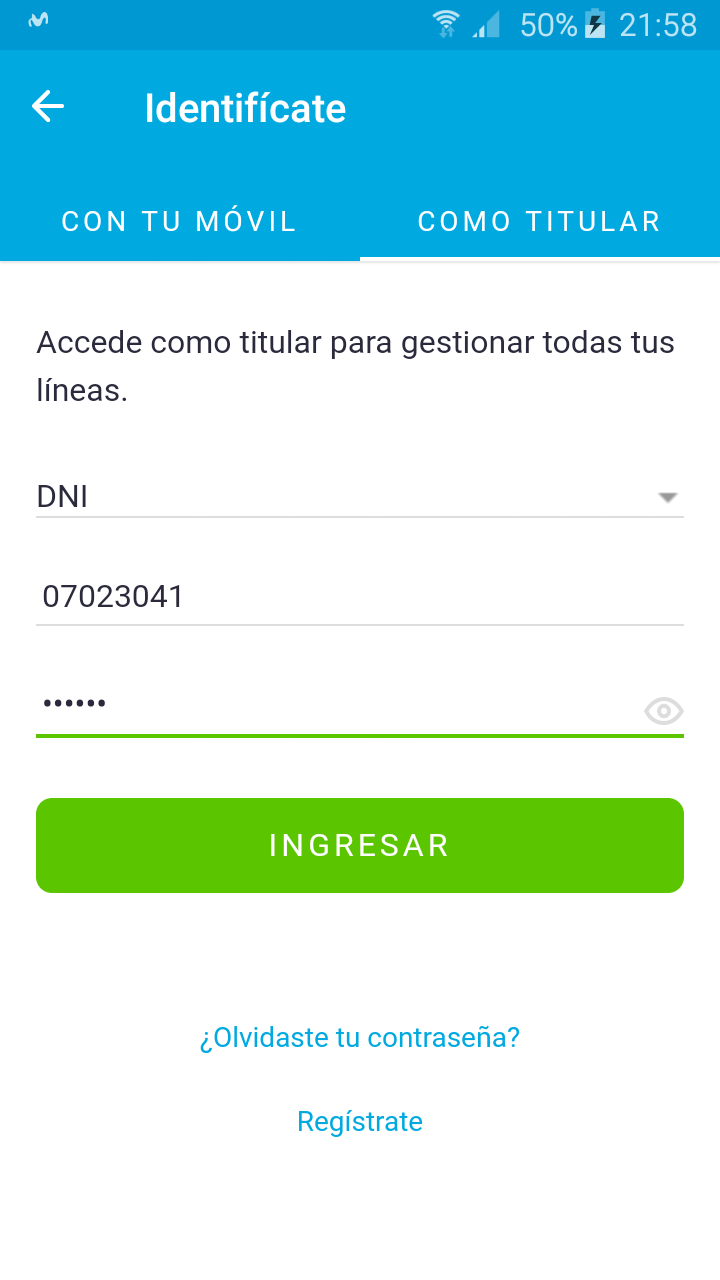 50% 21:58
Identifícate
CON TU MÓVIL COMO TITULAR
Accede como titular para gestionar todas tus
líneas.
DNI
07023041
••••••
INGRESAR
¿Olvidaste tu contraseña?
Regístrate